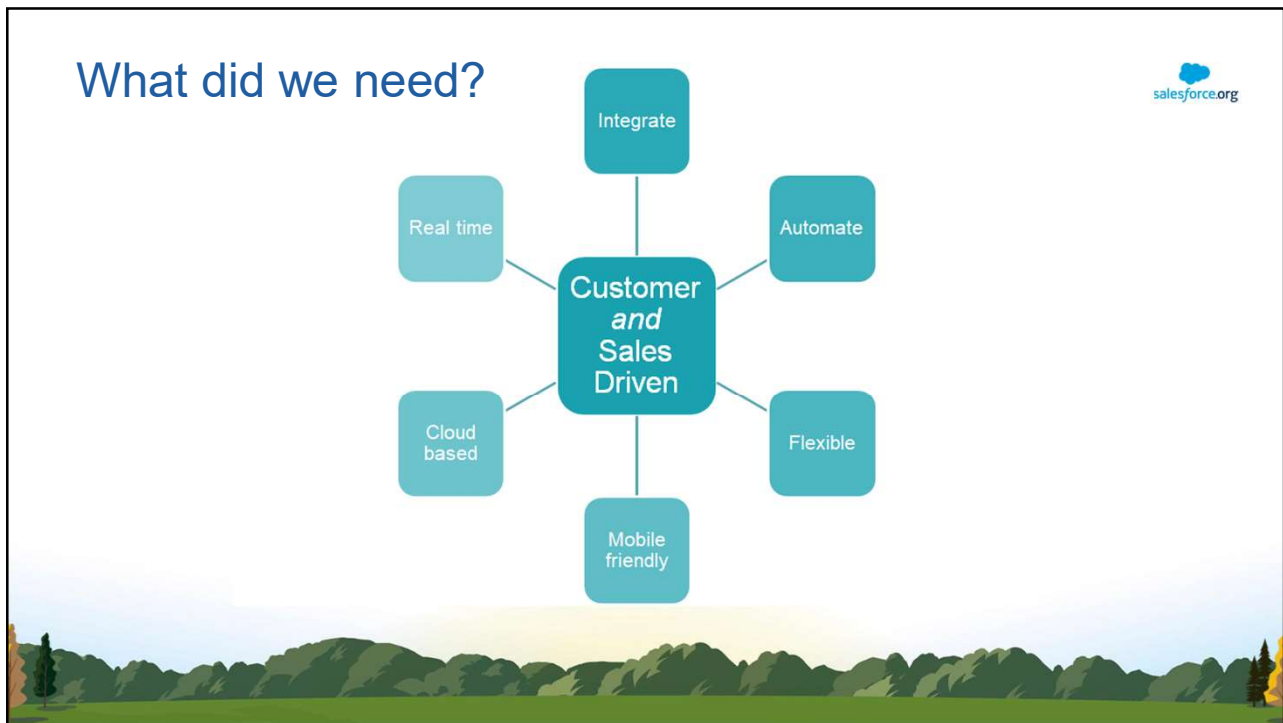 What did we need?
salesforce.org
Integrate
Automate
Flexible
Mobile
friendly
Cloud
based
Real time
Customer
and
Sales
Driven